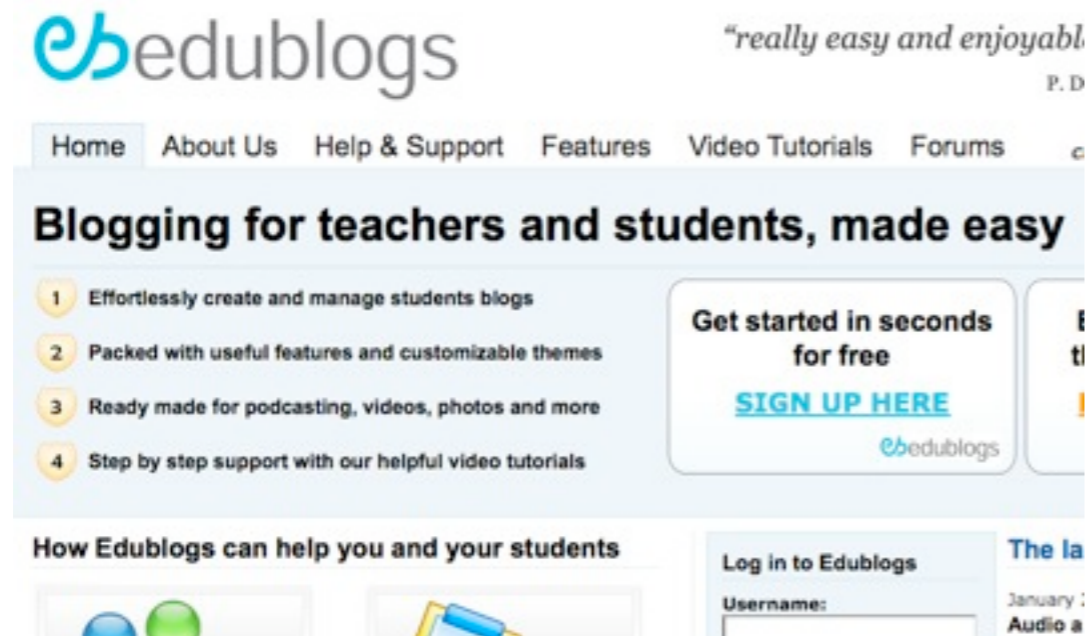 edublogs
“really easy and enjoyabl
P. D
Home About Us Help & Support Features Video Tutorials Forums
Blogging for teachers and students, made easy
1 Effortlessly create and manage students blogs
2 Packed with useful features and customizable themes
3 Ready made for podcasting, videos, photos and more
4 Step by step support with our helpful video tutorials
Get started in seconds
for free
SIGN UP HERE
edublogs
How Edublogs can help you and your students
Log in to Edublogs
Username:
The la
January
Audio a